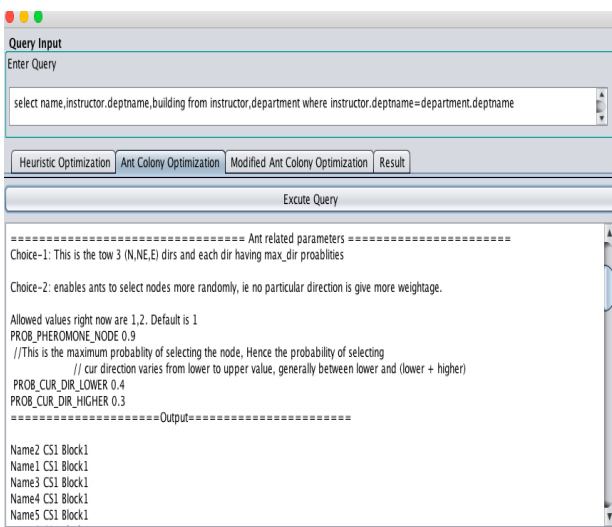 Query Input
Enter Query
select name,instructor.deptname,building from instructor,department where instructor.deptname=department.deptname
Heuristic Optimization Ant Colony Optimization Modified Ant Colony Optimization Result
Excute Query
================================= Ant related parameters =======================
Choice-1: This is the tow 3 (N,NE,E) dirs and each dir having max_dir proablities
Choice-2: enables ants to select nodes more randomly, ie no particular direction is give more weightage.
Allowed values right now are 1,2. Default is 1
PROB_PHEROMONE_NODE 0.9
//This is the maximum probablity of selecting the node, Hence the probability of selecting
// cur direction varies from lower to upper value, generally between lower and (lower + higher)
PROB_CUR_DIR_LOWER 0.4
PROB_CUR_DIR_HIGHER 0.3
=====================Output=======================
Name2 CS1 Block1
Name1 CS1 Block1
Name3 CS1 Block1
Name4 CS1 Block1
Name5 CS1 Block1